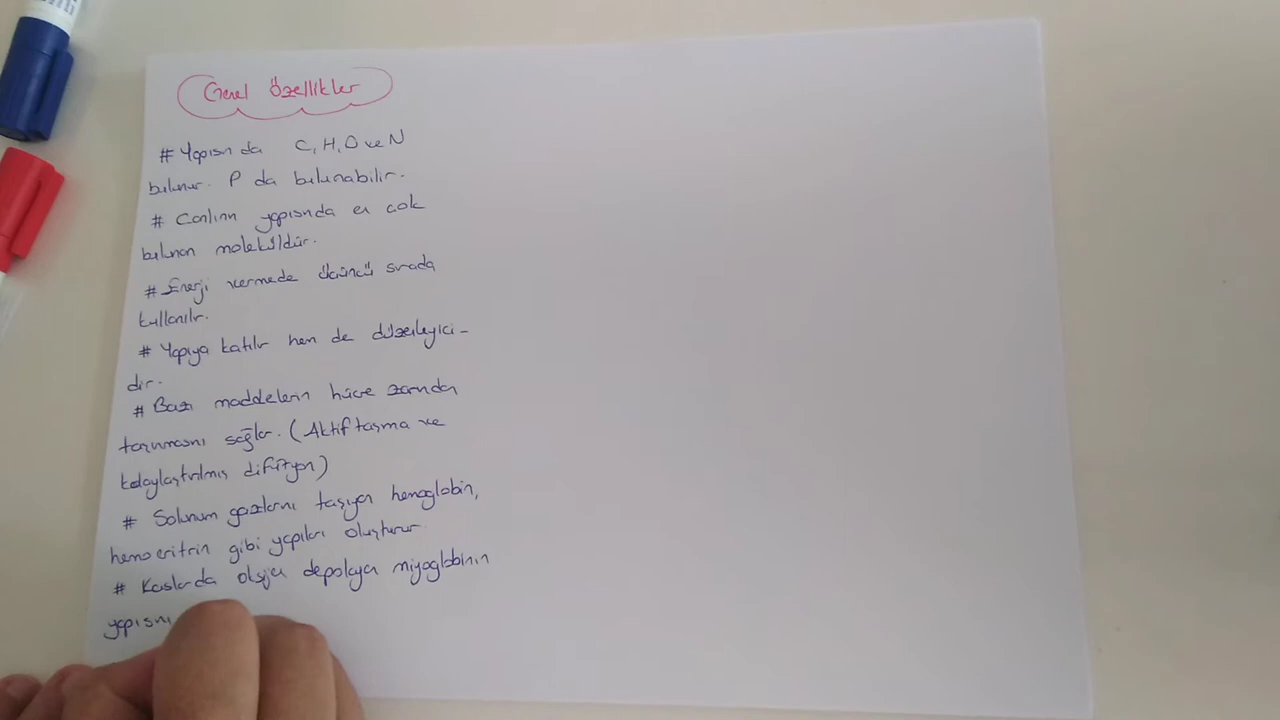 Genel özellikler
# Yapısında C, H, O ve N
bulunur. P da bulunabilir.
# Canlının yapısında en çok
bulunan moleküldür.
# Enerji vermede üçüncü sırada
kullanılır.
# Yapıya katılır hem de düzenleyici-
dir.
# Bazı maddelerin hücre zarından
taşınmasını sağlar. (Aktif taşıma ve
kolaylaştırılmış difüzyon)
# Solunum gazlarını taşıyan hemoglobin,
hemoeritrin gibi yapıları oluşturur.
# Kaslarda oksijen depolayan miyoglobinin
yapısını